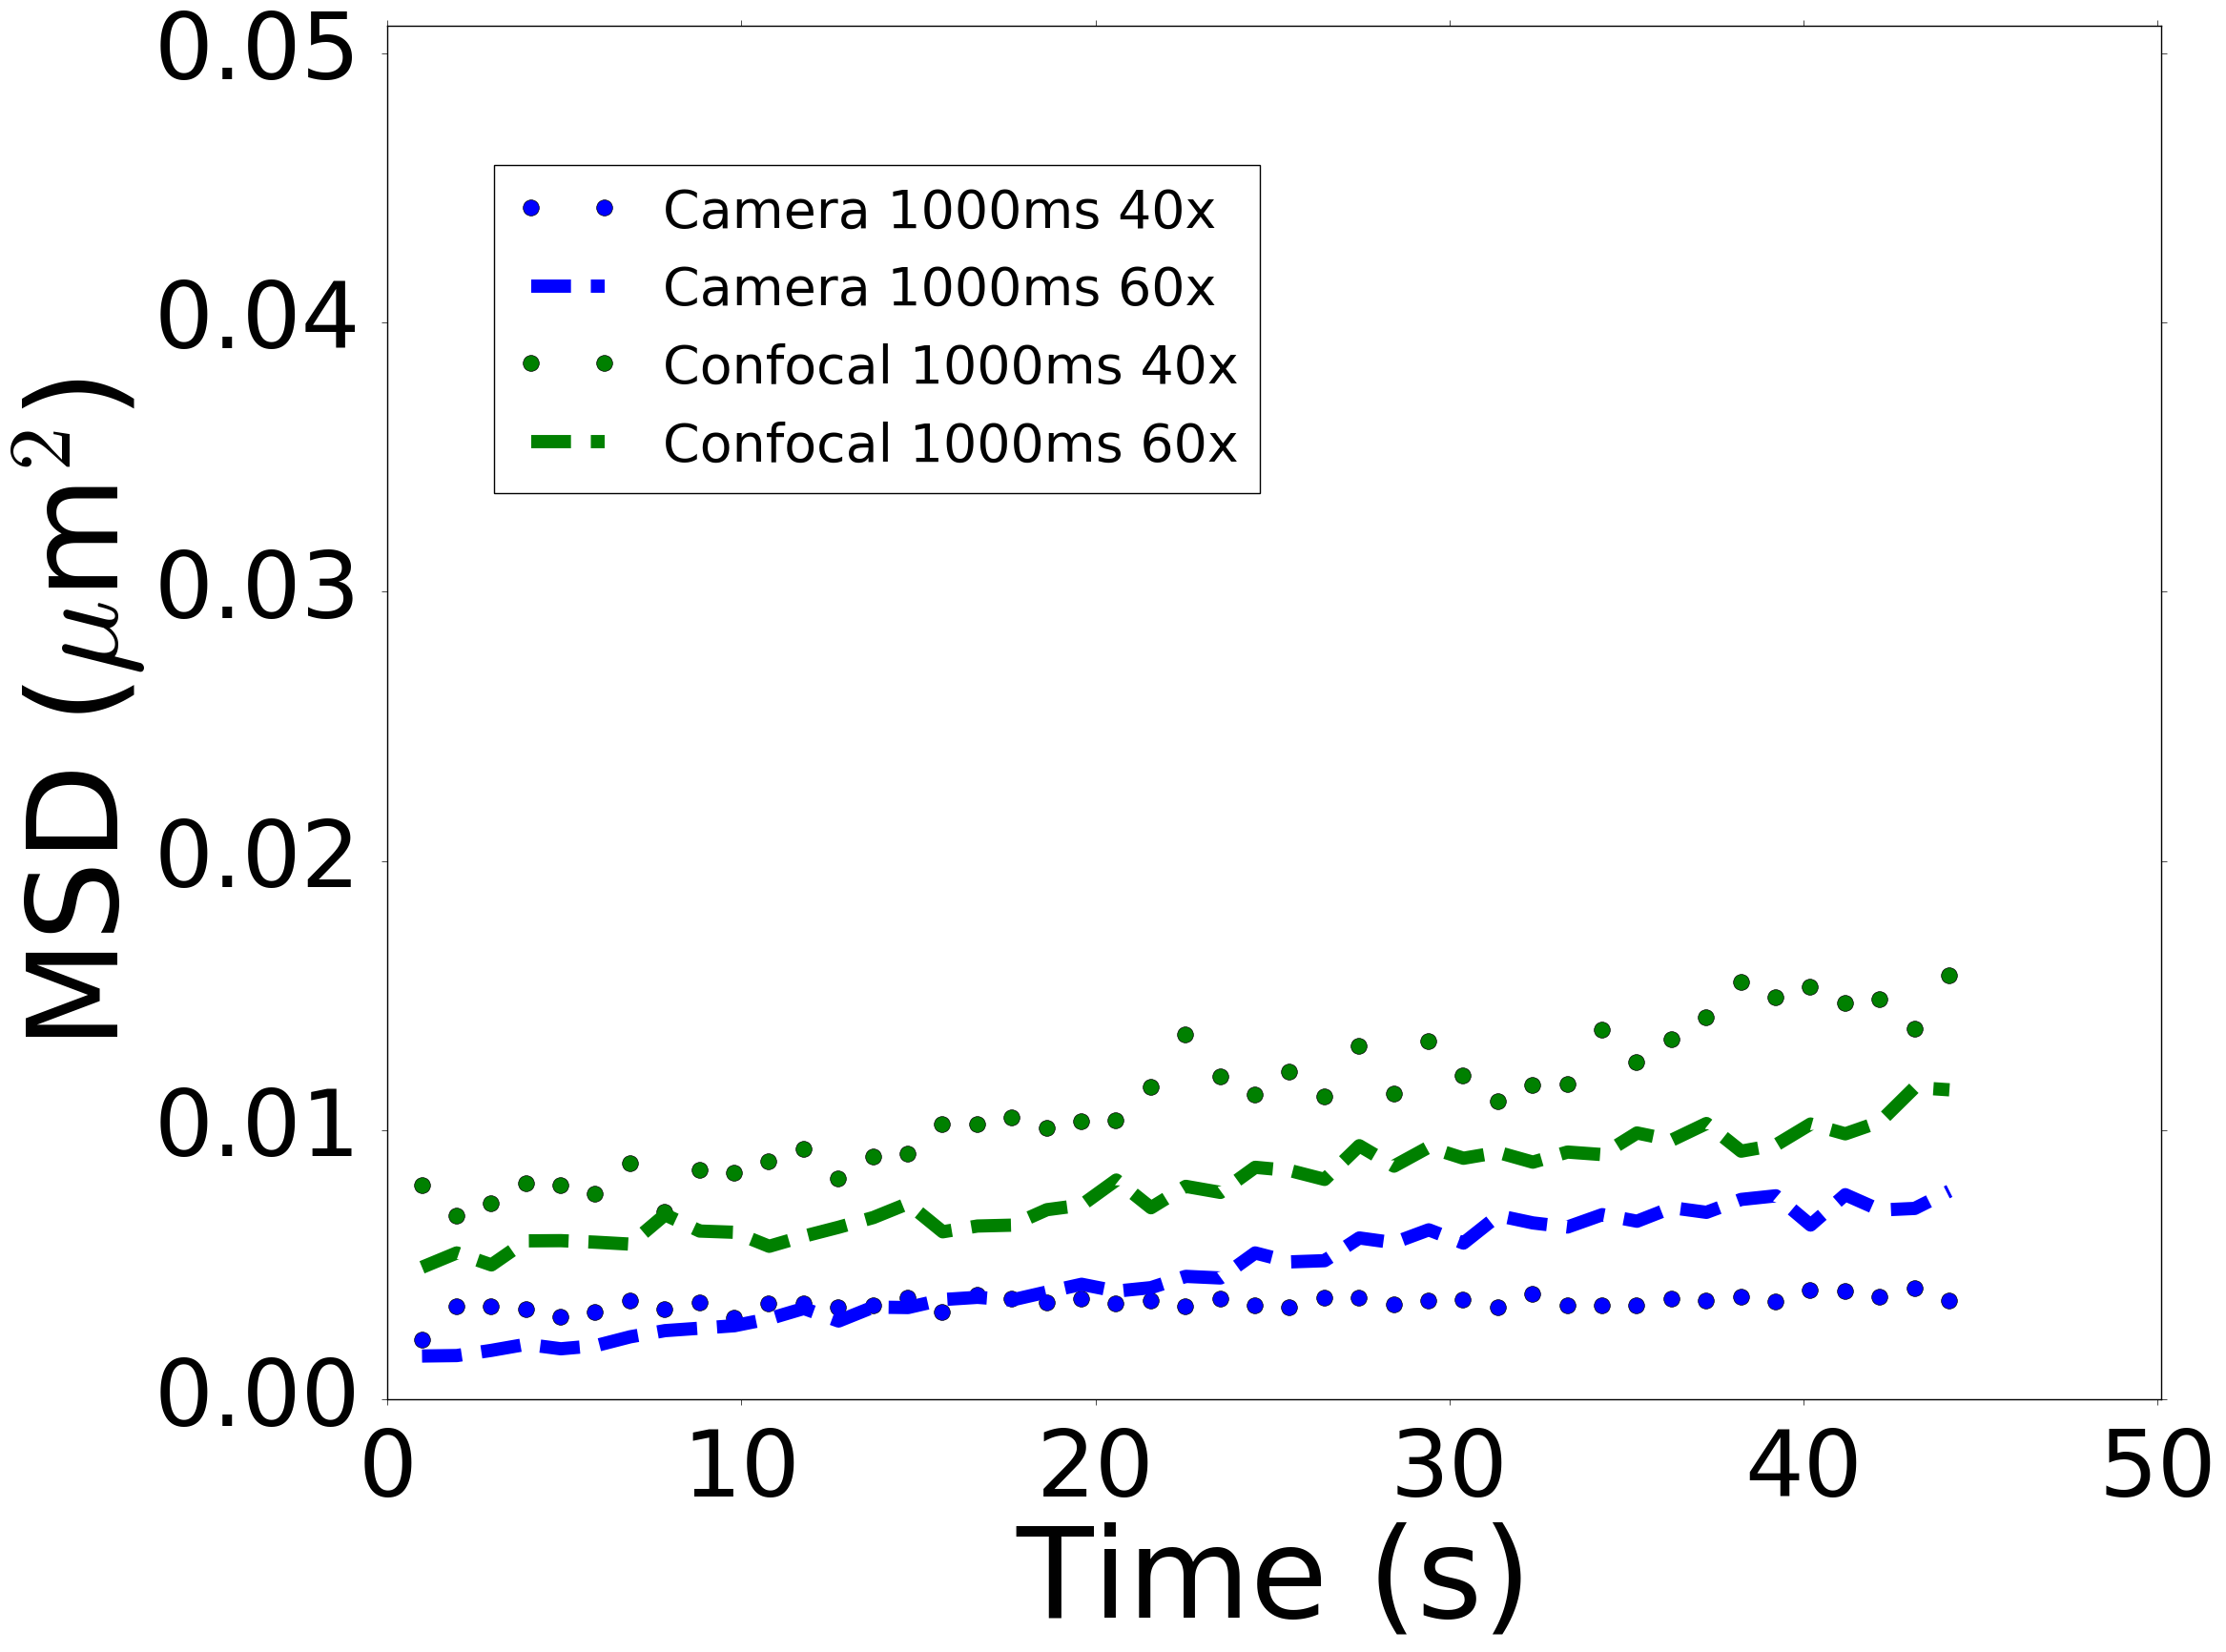 0.05
0.04
0.03
0.02
0.01
0.00
MSD (μm²)
Camera 1000ms 40x
Camera 1000ms 60x
Confocal 1000ms 40x
Confocal 1000ms 60x
0 10 20 30 40 50
Time (s)